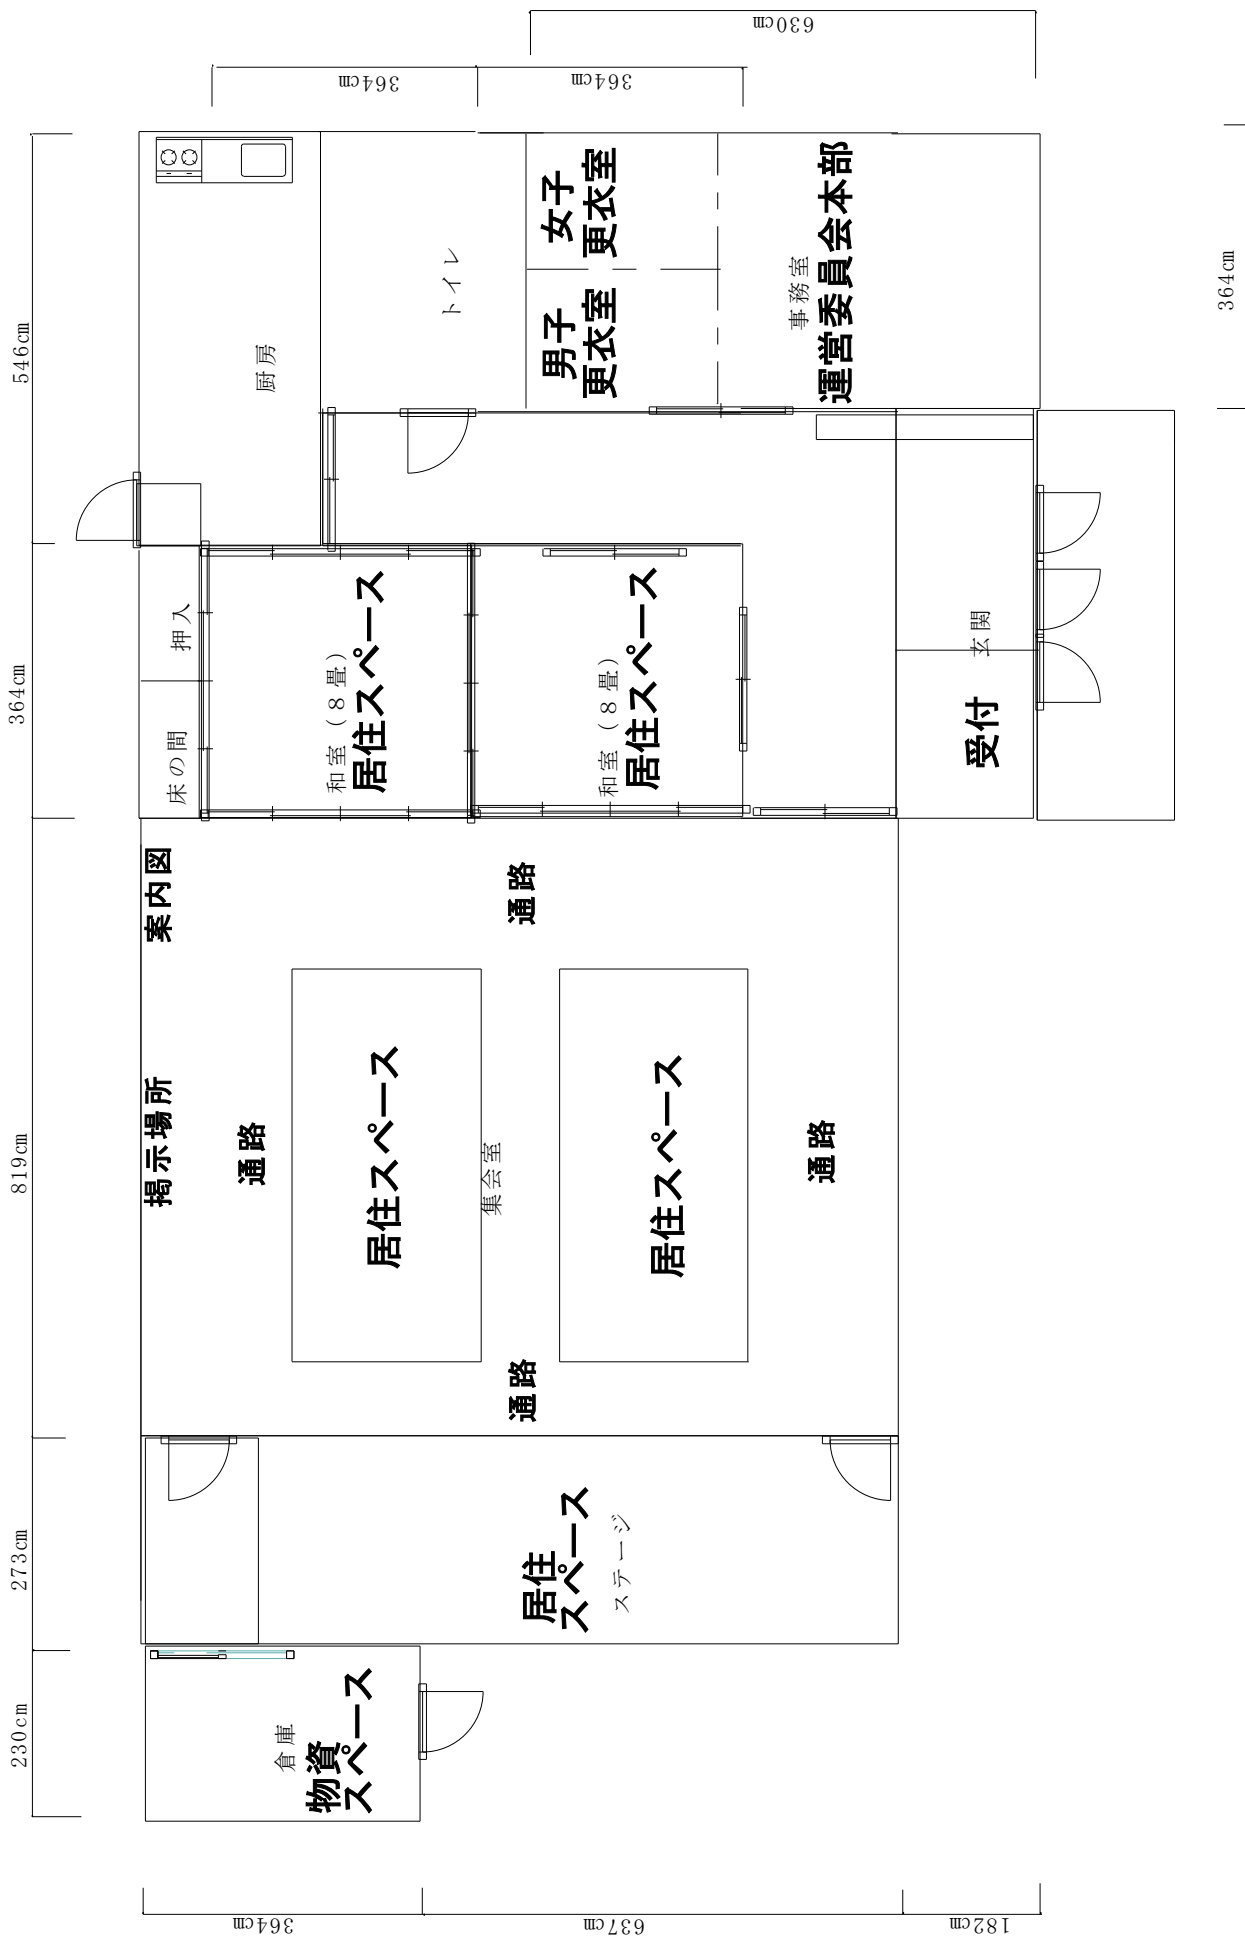 230cm
273cm
819cm
364cm
546cm
364cm
637cm
182cm
倉庫
物資
スペース
居住
スペース
ステージ
掲示場所
案内図
通路
居住スペース
集会室
通路
通路
居住スペース
通路
床の間
押入
和室（８畳）
居住スペース
和室（８畳）
居住スペース
受付
玄関
厨房
トイレ
男子
更衣室
女子
更衣室
事務室
運営委員会本部
364cm
364cm
630cm
364cm